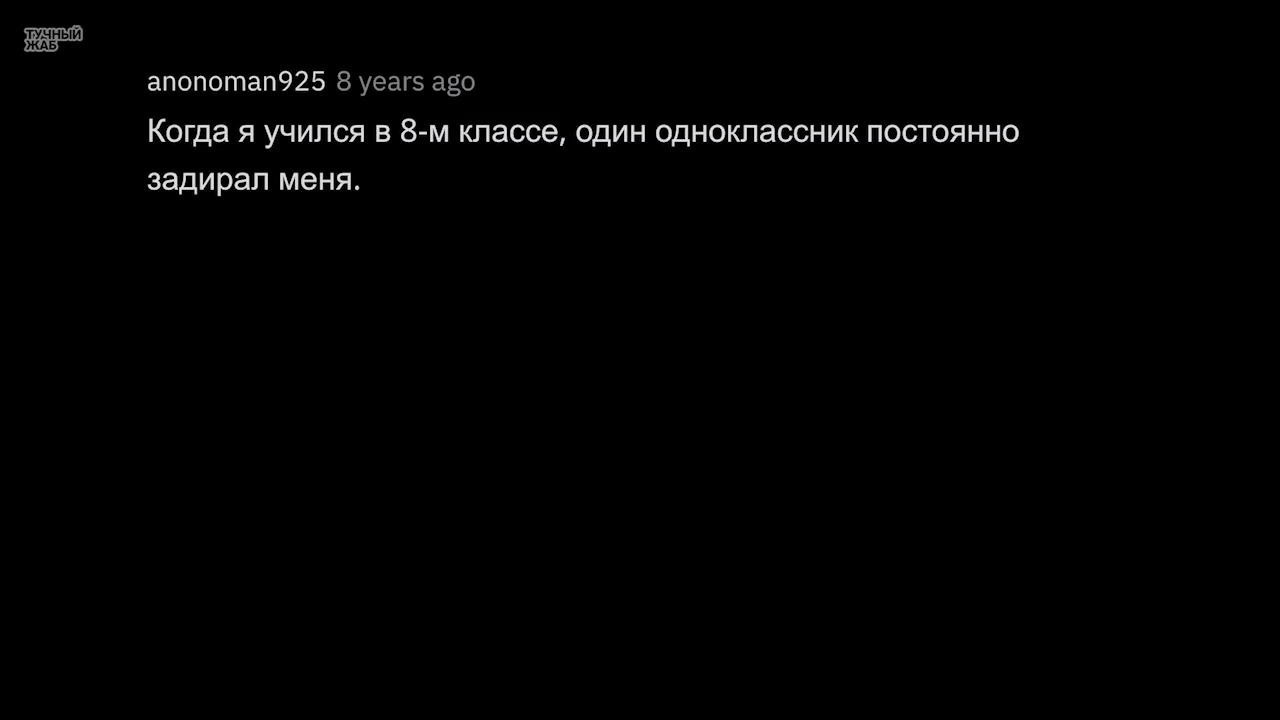 ТУЧНЫЙ
ЖАБ
anonoman925 8 years ago
Когда я учился в 8-м классе, один одноклассник постоянно
задирал меня.